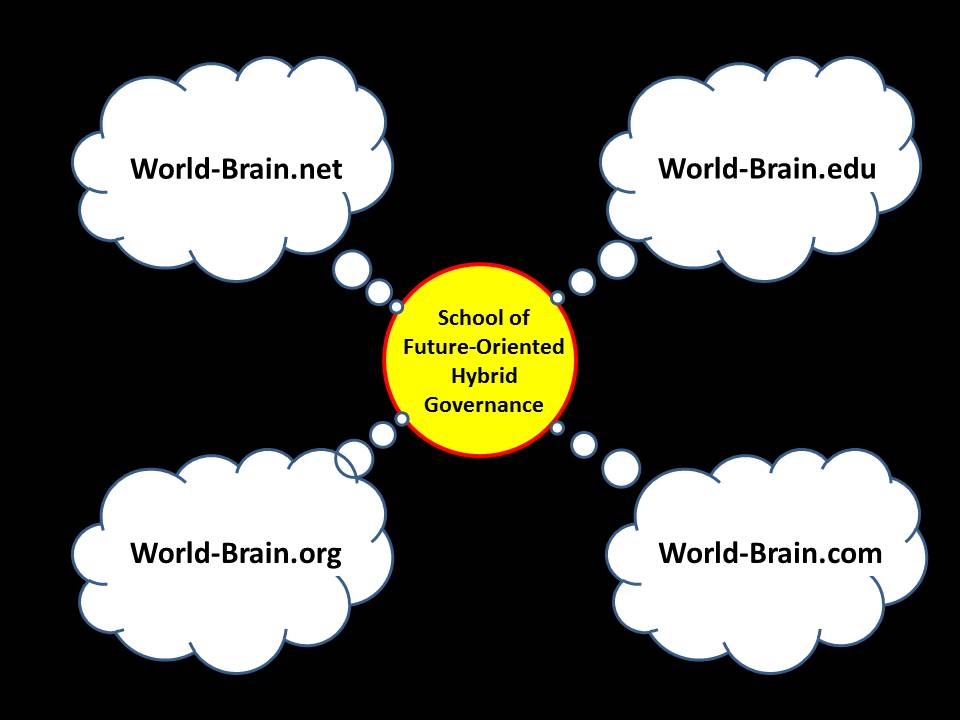 World-Brain.net
World-Brain.edu
School of
Future-Oriented
Hybrid
Governance
World-Brain.org
World-Brain.com